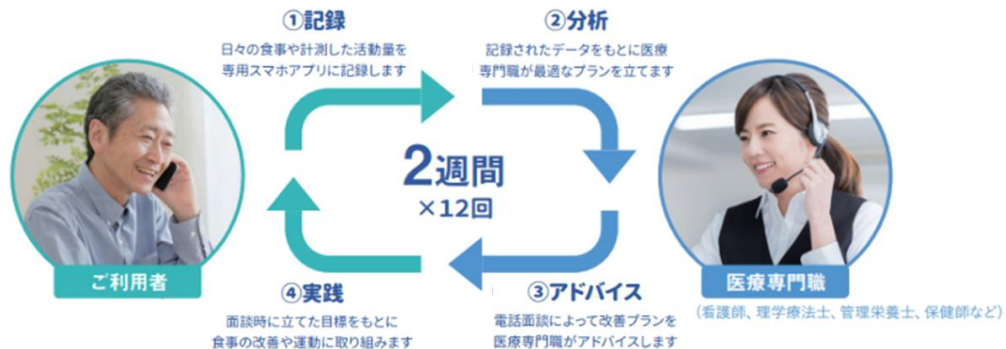 ①記録
日々の食事や計測した活動量を
専用スマホアプリに記録します
②分析
記録されたデータをもとに医療
専門職が最適なプランを立てます
2週間
×12回
ご利用者
医療専門職
(看護師、理学療法士、管理栄養士、保健師など)
④実践
面談時に立てた目標をもとに
食事の改善や運動に取り組みます
③アドバイス
電話面談によって改善プランを
医療専門職がアドバイスします